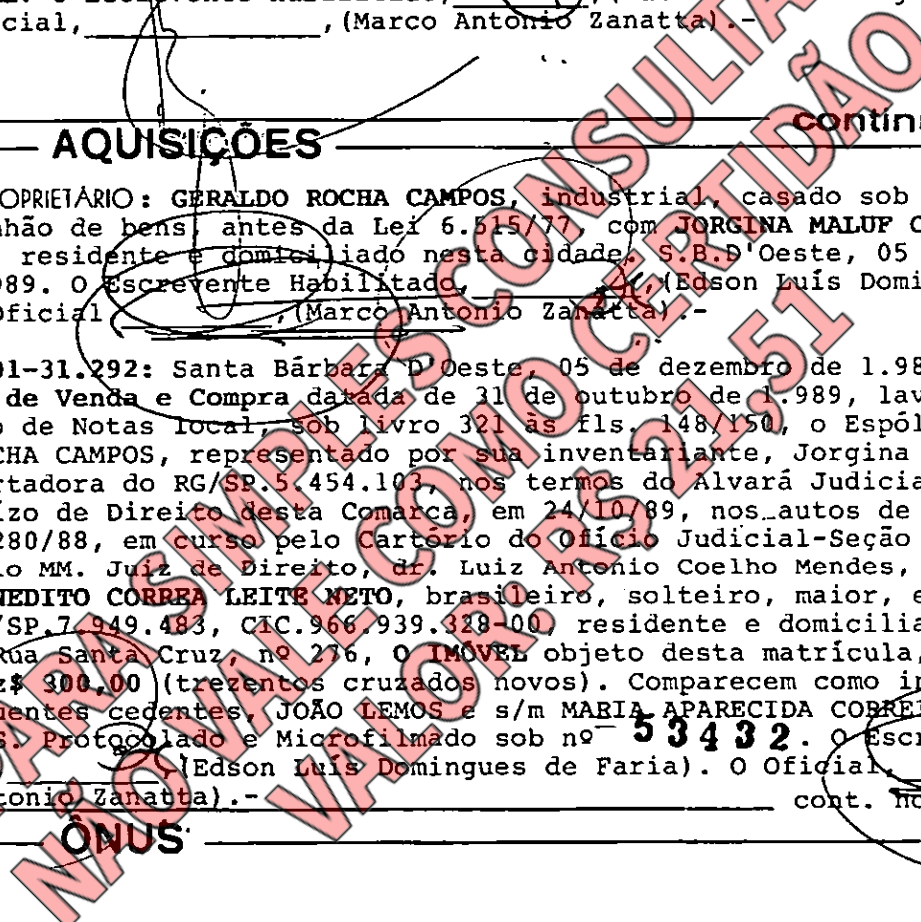 cial, , (Marco Antonio Zanatta).-
contin
AQUISIÇÕES
OPRIETÁRIO: GERALDO ROCHA CAMPOS, industrial, casado sob
nhão de bens, antes da Lei 6.515/77, com JORGINA MALUF C
residente e domiciliado nesta cidade. S.B.D'Oeste, 05
989. O Escrevente Habilitado, , (Edson Luís Domi
Oficial , (Marco Antonio Zanatta).-
01-31.292: Santa Bárbara D'Oeste, 05 de dezembro de 1.98
de Venda e Compra datada de 31 de outubro de 1.989, lav
o de Notas local, sob livro 321 às fls. 148/150, o Espól
CHA CAMPOS, representado por sua inventariante, Jorgina
rtadora do RG/SP.5.454.103, nos termos do Alvará Judicia
ízo de Direito desta Comarca, em 24/10/89, nos autos de
280/88, em curso pelo Cartório do Ofício Judicial-Seção
lo MM. Juiz de Direito, dr. Luiz Antonio Coelho Mendes,
NEDITO CORREA LEITE NETO, brasileiro, solteiro, maior, e
/SP.7.949.483, CIC.966.939.328-00, residente e domicilia
Rua Santa Cruz, nº 276, O IMÓVEL objeto desta matrícula,
z$ 300,00 (trezentos cruzados novos). Comparecem como in
uentes cedentes, JOÃO LEMOS e s/m MARIA APARECIDA CORREI
S. Protocolado e Microfilmado sob nº 53432. O Escr
(Edson Luís Domingues de Faria). O Oficial,
tonio Zanatta).-
cont. no
ÔNUS
PARA SIMPLES CONSULTA
NÃO VALE COMO CERTIDÃO
VALOR: R$ 21,51